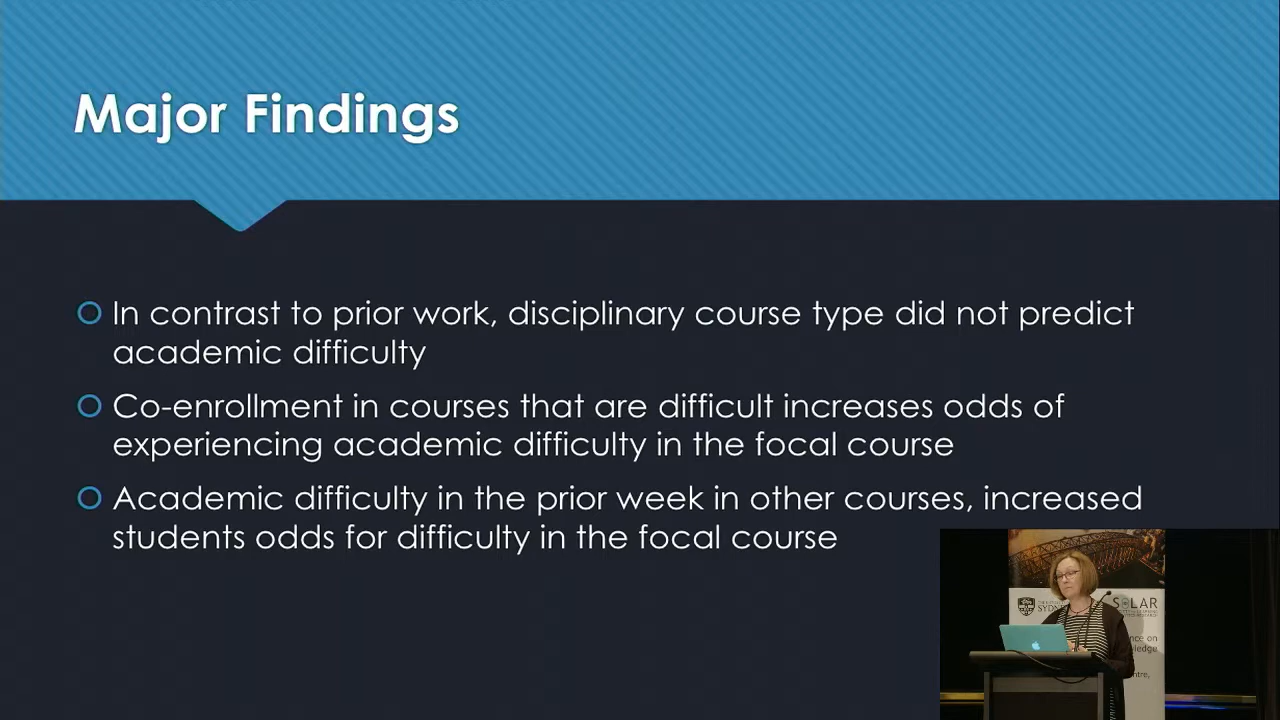 Major Findings
In contrast to prior work, disciplinary course type did not predict
academic difficulty
Co-enrollment in courses that are difficult increases odds of
experiencing academic difficulty in the focal course
Academic difficulty in the prior week in other courses, increased
students odds for difficulty in the focal course